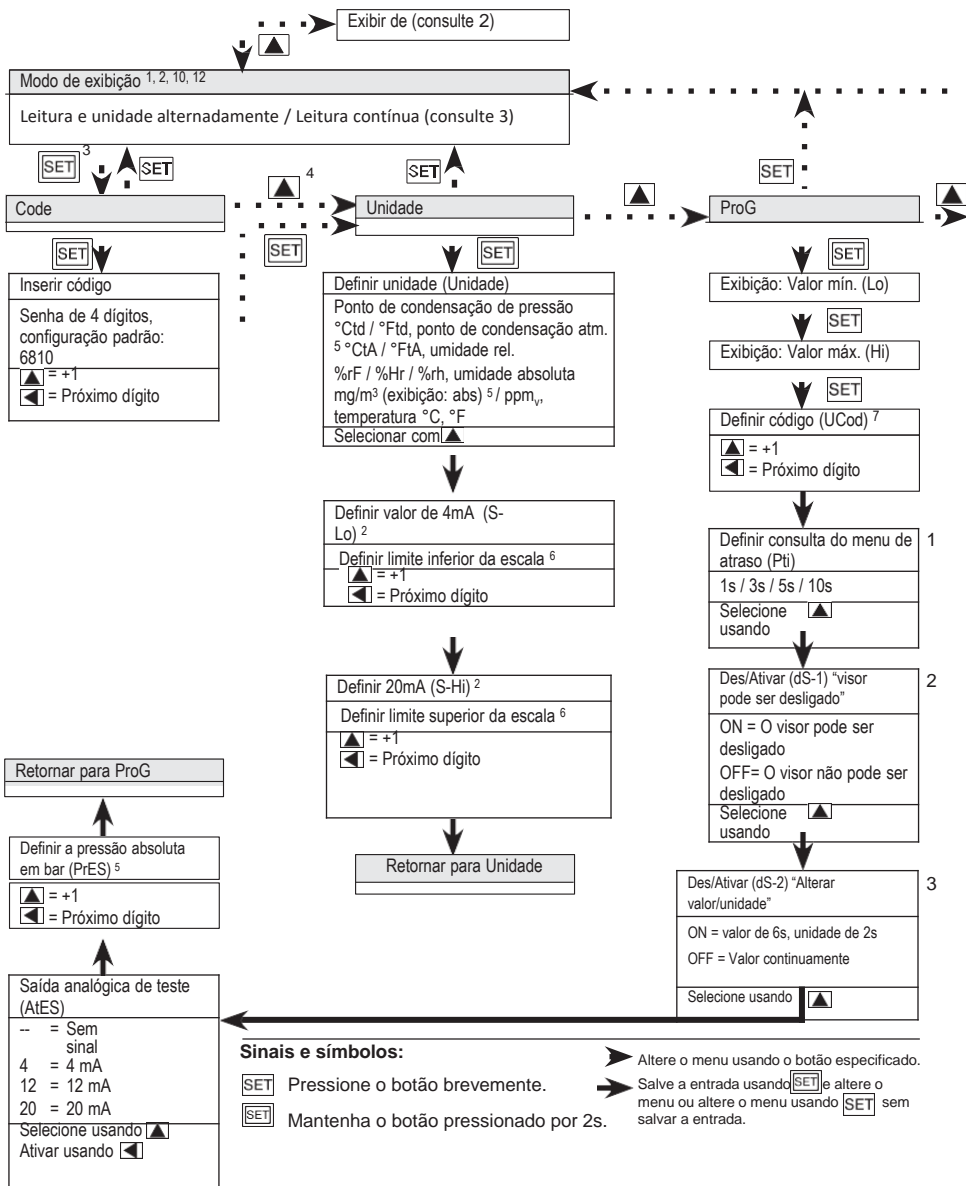 Exibir de (consulte 2)
Modo de exibição 1, 2, 10, 12
Leitura e unidade alternadamente / Leitura contínua (consulte 3)
SET 3
SET
SET
SET
4
Code
Unidade
ProG
SET
SET
SET
SET
Inserir código
Senha de 4 dígitos,
configuração padrão:
6810
= +1
= Próximo dígito
Definir unidade (Unidade)
Ponto de condensação de pressão
°Ctd / °Ftd, ponto de condensação atm.
5 °CtA / °FtA, umidade rel.
%rF / %Hr / %rh, umidade absoluta
mg/m³ (exibição: abs) 5 / ppmv,
temperatura °C, °F
Selecionar com
Definir valor de 4mA (S-
Lo) 2
Definir limite inferior da escala 6
= +1
= Próximo dígito
Definir 20mA (S-Hi) 2
Definir limite superior da escala 6
= +1
= Próximo dígito
Retornar para Unidade
Exibição: Valor mín. (Lo)
SET
Exibição: Valor máx. (Hi)
SET
Definir código (UCod) 7
= +1
= Próximo dígito
Definir consulta do menu de
atraso (Pti)
1
1s / 3s / 5s / 10s
Selecione
usando
Des/Ativar (dS-1) “visor
pode ser desligado”
2
ON = O visor pode ser
desligado
OFF= O visor não pode ser
desligado
Selecione
usando
Des/Ativar (dS-2) “Alterar
valor/unidade”
3
ON = valor de 6s, unidade de 2s
OFF = Valor continuamente
Selecione usando
Retornar para ProG
Definir a pressão absoluta
em bar (PrES) 5
= +1
= Próximo dígito
Saída analógica de teste
(AtES)
-- = Sem
sinal
4 = 4 mA
12 = 12 mA
20 = 20 mA
Selecione usando
Ativar usando
Sinais e símbolos:
SET Pressione o botão brevemente.
SET Mantenha o botão pressionado por 2s.
Altere o menu usando o botão especificado.
Salve a entrada usando SET e altere o
menu ou altere o menu usando SET sem
salvar a entrada.